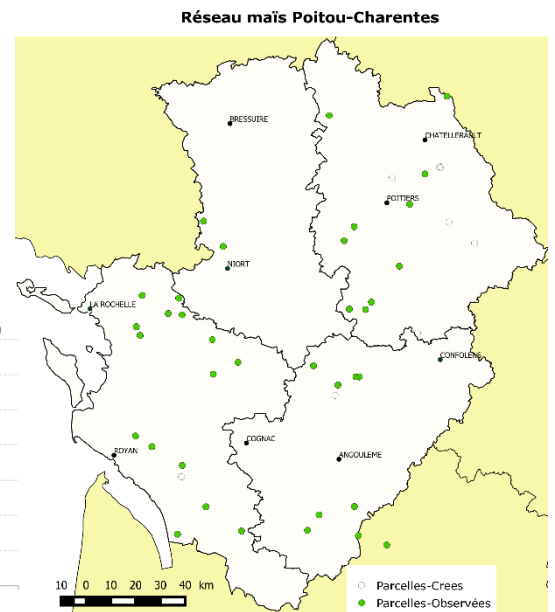 Réseau maïs Poitou-Charentes
BRESSUIRE
CHATELLERAULT
POITIERS
NIORT
LA ROCHELLE
CONFOLENS
COGNAC
ROYAN
ANGOULEME
10 0 10 20 30 40 km
Parcelles-Crees
Parcelles-Observées